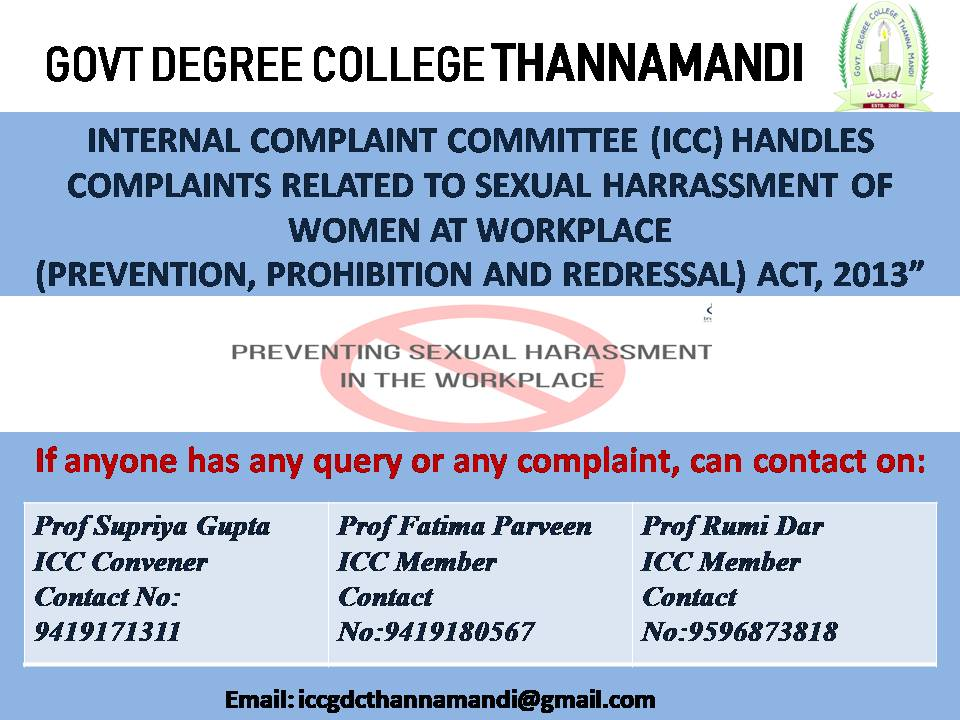 GOVT DEGREE COLLEGE THANNAMANDI
GOVT. DEGREE COLLEGE THANNA MANDI
ESTD. 2005
INTERNAL COMPLAINT COMMITTEE (ICC) HANDLES
COMPLAINTS RELATED TO SEXUAL HARRASSMENT OF
WOMEN AT WORKPLACE
(PREVENTION, PROHIBITION AND REDRESSAL) ACT, 2013”
PREVENTING SEXUAL HARASSMENT
IN THE WORKPLACE
If anyone has any query or any complaint, can contact on:
Prof Supriya Gupta
ICC Convener
Contact No:
9419171311
Prof Fatima Parveen
ICC Member
Contact
No:9419180567
Prof Rumi Dar
ICC Member
Contact
No:9596873818
Email: iccgdcthannamandi@gmail.com